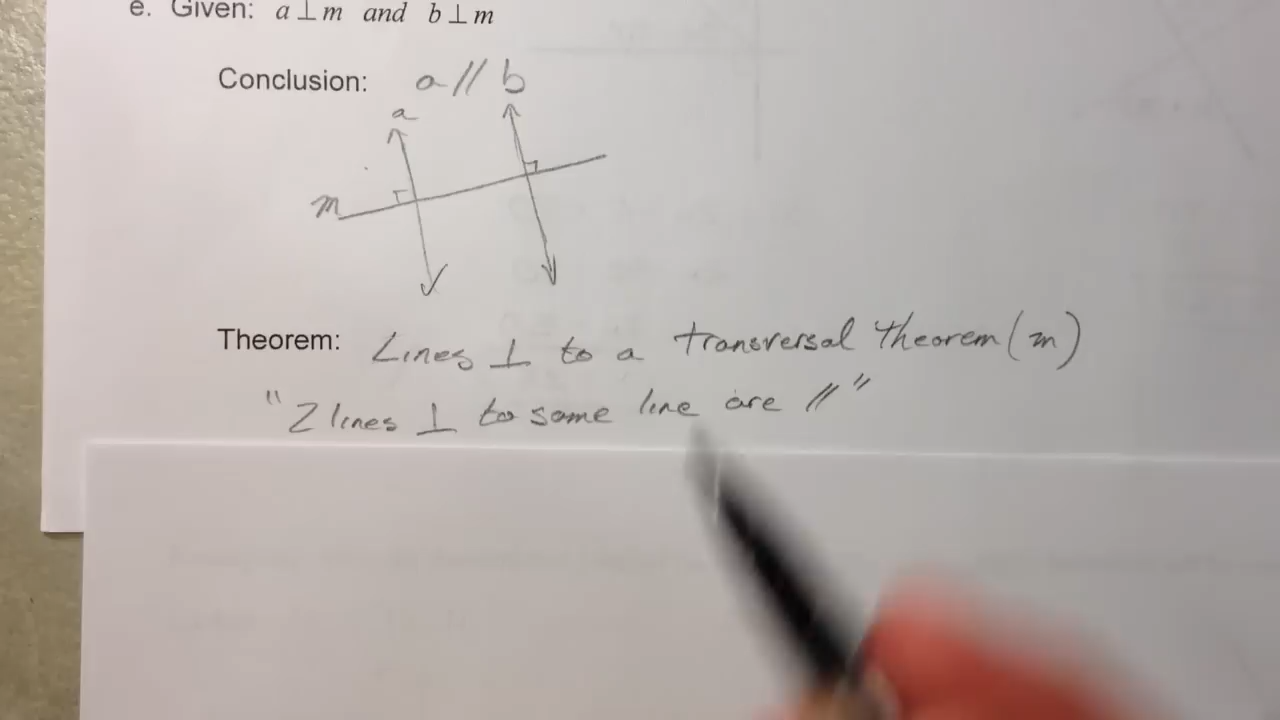 e. Given: a ⊥ m and b ⊥ m
Conclusion: a // b
a
m
Theorem: Lines ⊥ to a transversal theorem (m)
"2 lines ⊥ to same line are //"